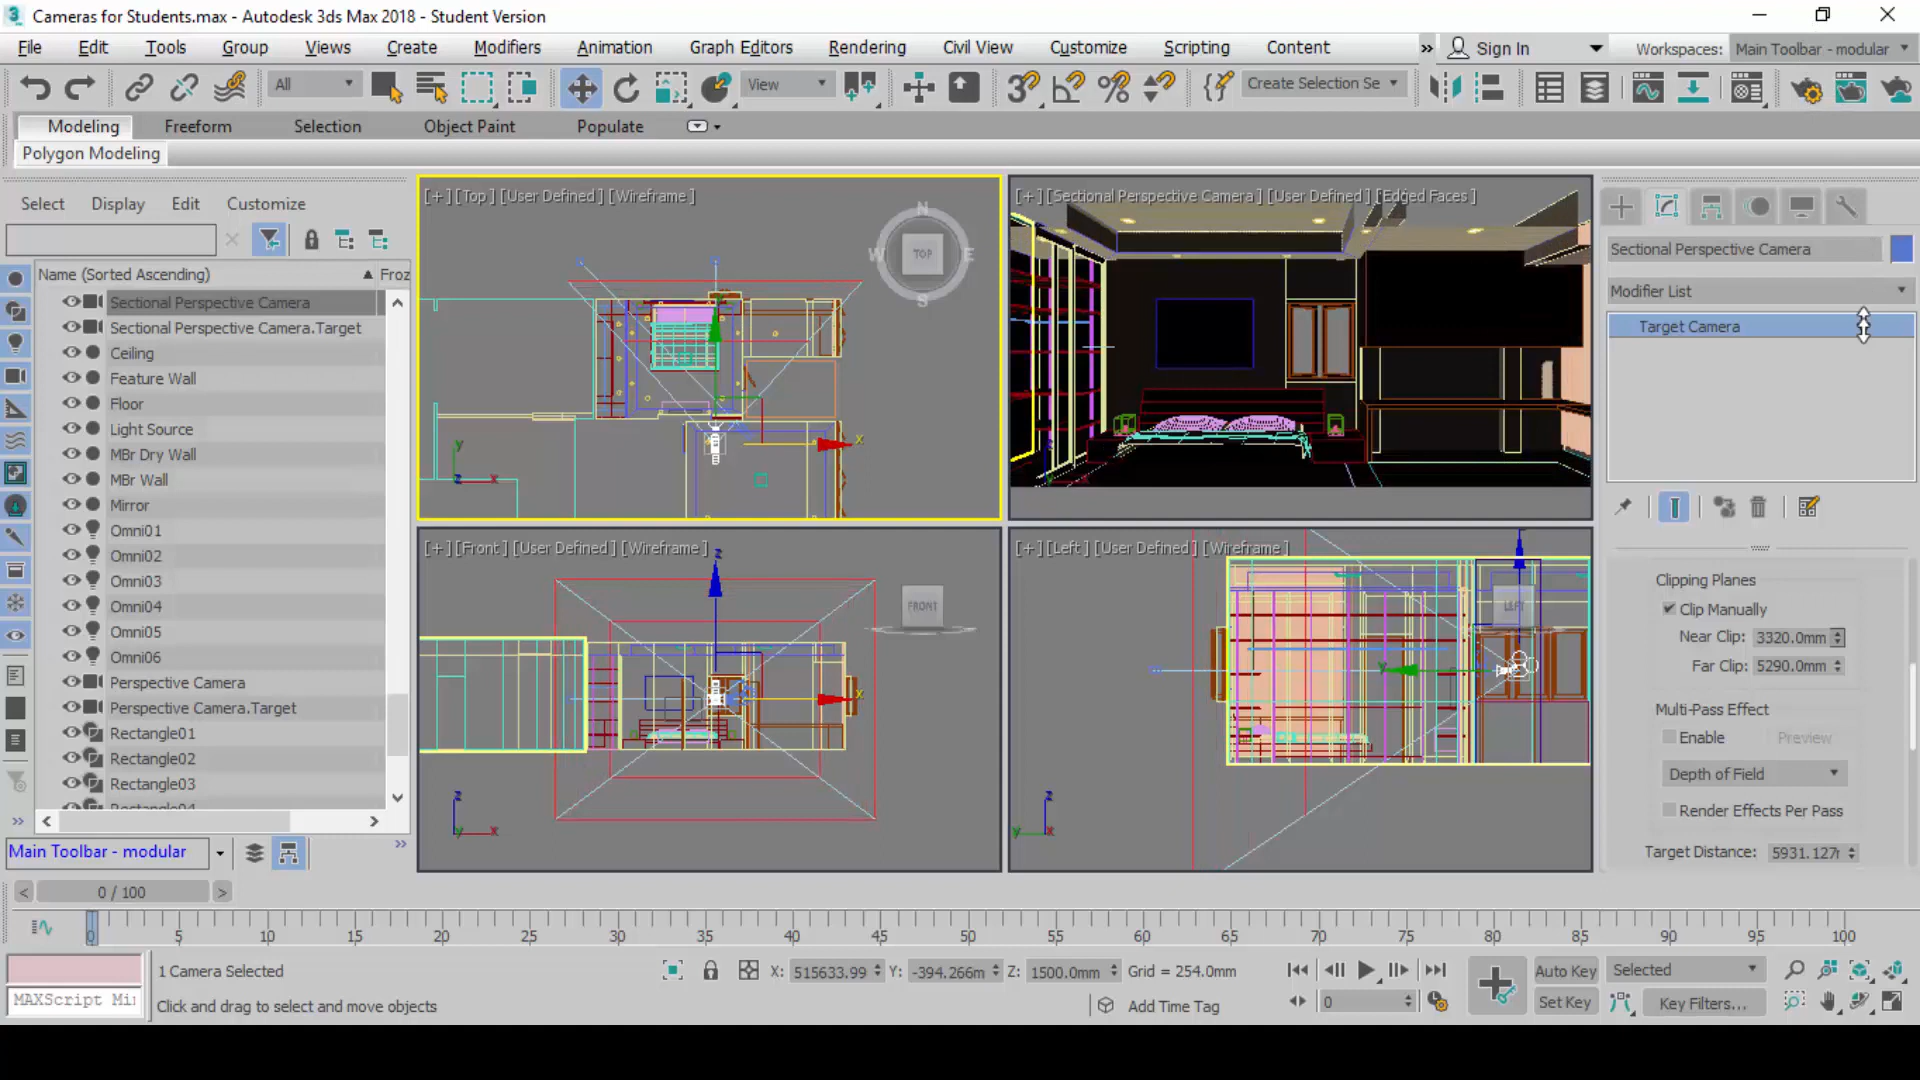 Cameras for Students.max - Autodesk 3ds Max 2018 - Student Version
File Edit Tools Group Views Create Modifiers Animation Graph Editors Rendering Civil View Customize Scripting Content » Sign In Workspaces: Main Toolbar - modular
All View Create Selection Se
Modeling Freeform Selection Object Paint Populate
Polygon Modeling
Select Display Edit Customize
Name (Sorted Ascending) Froz
Sectional Perspective Camera
Sectional Perspective Camera.Target
Ceiling
Feature Wall
Floor
Light Source
MBr Dry Wall
MBr Wall
Mirror
Omni01
Omni02
Omni03
Omni04
Omni05
Omni06
Perspective Camera
Perspective Camera.Target
Rectangle01
Rectangle02
Rectangle03
Rectangle04
Main Toolbar - modular
[+] [Top] [User Defined] [Wireframe]
N
W TOP E
S
y
z x
x
[+] [Sectional Perspective Camera] [User Defined] [Edged Faces]
[+] [Front] [User Defined] [Wireframe]
z
FRONT
x
z
y x
[+] [Left] [User Defined] [Wireframe]
LEFT
y
z
y x
Sectional Perspective Camera
Modifier List
Target Camera
Clipping Planes
Clip Manually
Near Clip: 3320.0mm
Far Clip: 5290.0mm
Multi-Pass Effect
Enable Preview
Depth of Field
Render Effects Per Pass
Target Distance: 5931.127
< 0 / 100 >
0 5 10 15 20 25 30 35 40 45 50 55 60 65 70 75 80 85 90 95 100
1 Camera Selected X: 515633.99 Y: -394.266m Z: 1500.0mm Grid = 254.0mm Auto Key Selected
MAXScript Mi
Click and drag to select and move objects Add Time Tag 0 Set Key Key Filters...